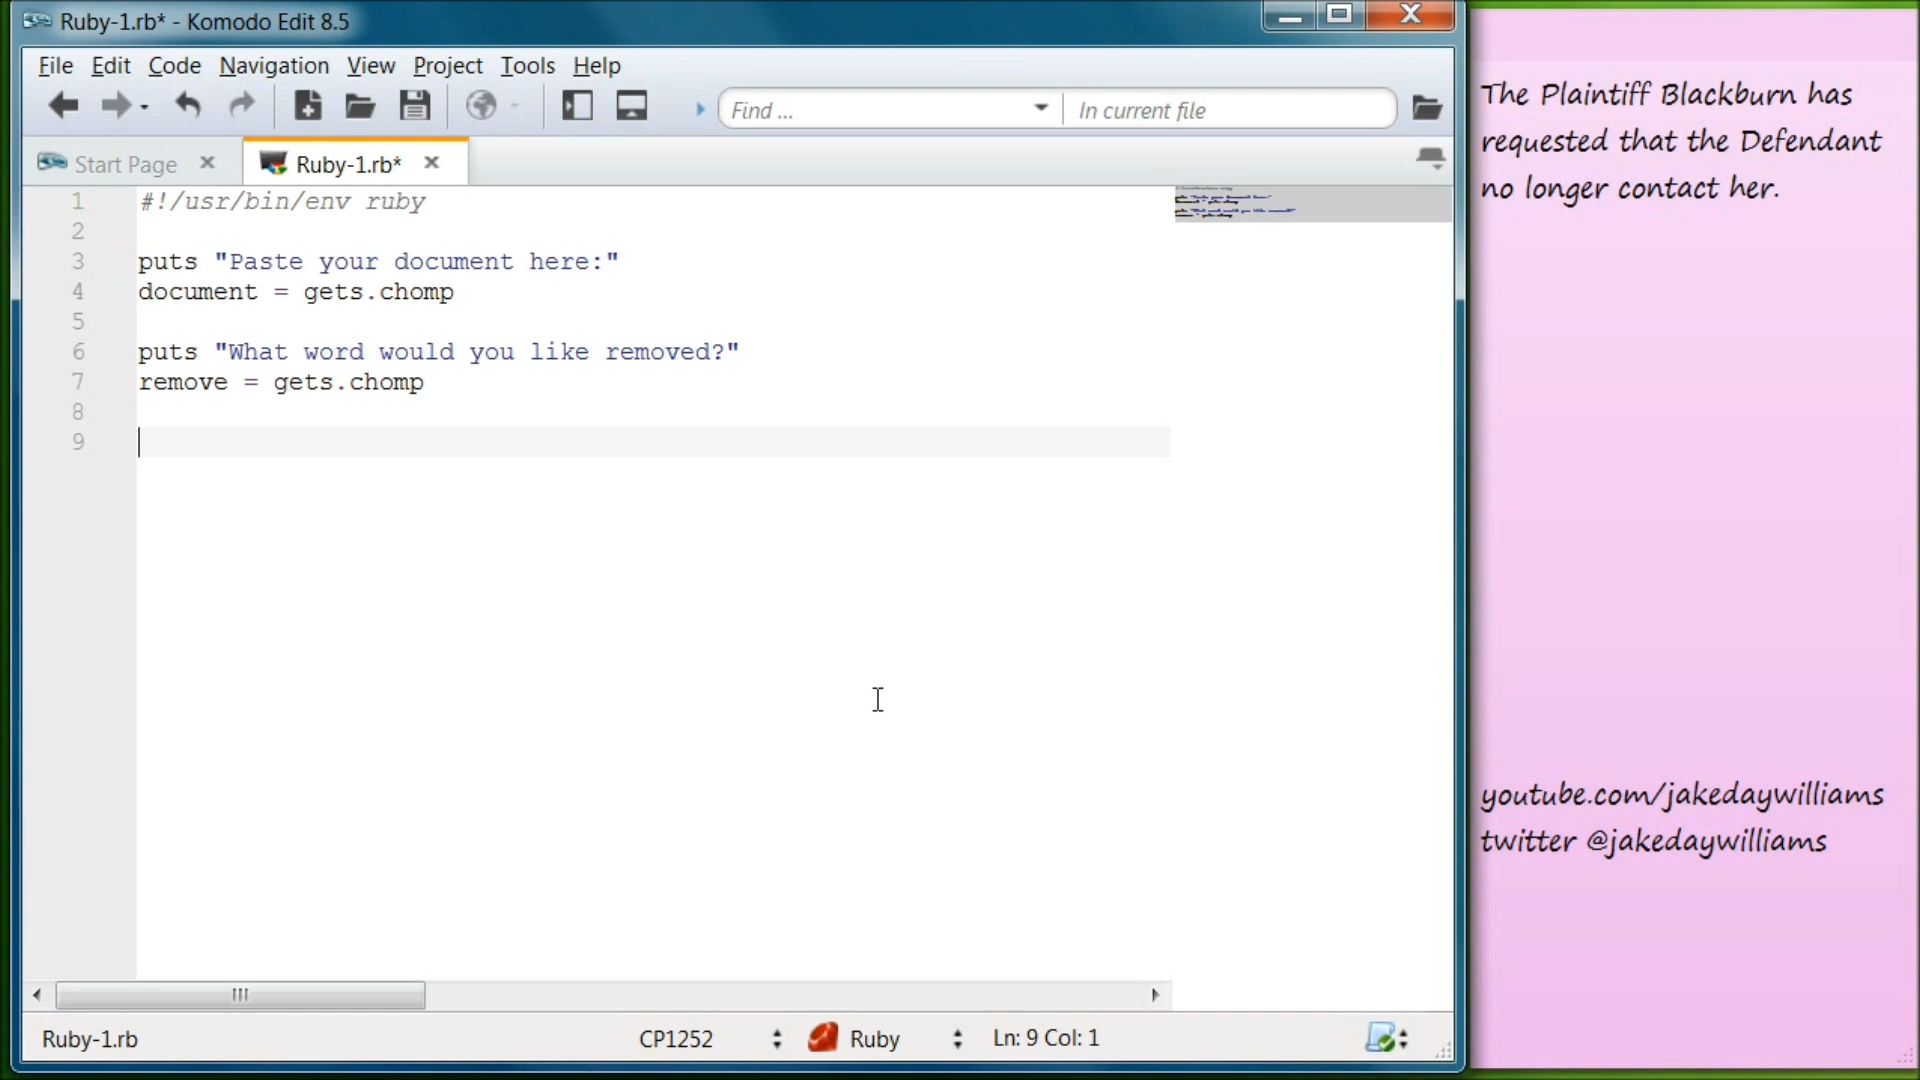 Ruby-1.rb* - Komodo Edit 8.5
File Edit Code Navigation View Project Tools Help
Find ... In current file
Start Page Ruby-1.rb*
1 #!/usr/bin/env ruby
2
3 puts "Paste your document here:"
4 document = gets.chomp
5
6 puts "What word would you like removed?"
7 remove = gets.chomp
8
9
Ruby-1.rb CP1252 Ruby Ln: 9 Col: 1
The Plaintiff Blackburn has
requested that the Defendant
no longer contact her.
youtube.com/jakedaywilliams
twitter @jakedaywilliams